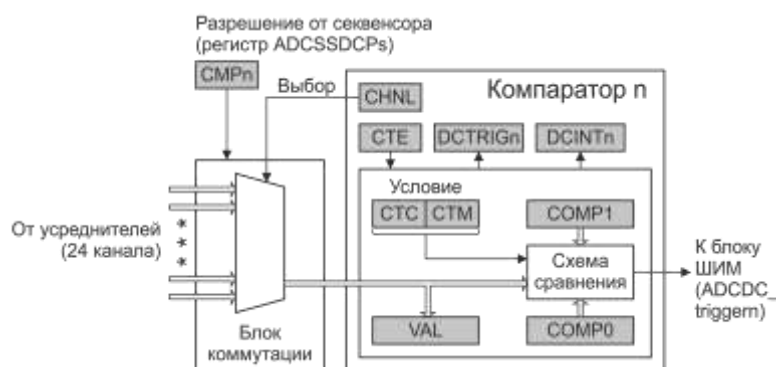 Разрешение от секвенсора
(регистр ADCSSDCPs)
CMPn
Выбор
CHNL
Компаратор n
CTE
DCTRIGn
DCINTn
Условие
CTC
CTM
COMP1
От усреднителей
(24 канала)
Схема
сравнения
К блоку
ШИМ
(ADCDC_
triggern)
VAL
COMP0
Блок
коммутации